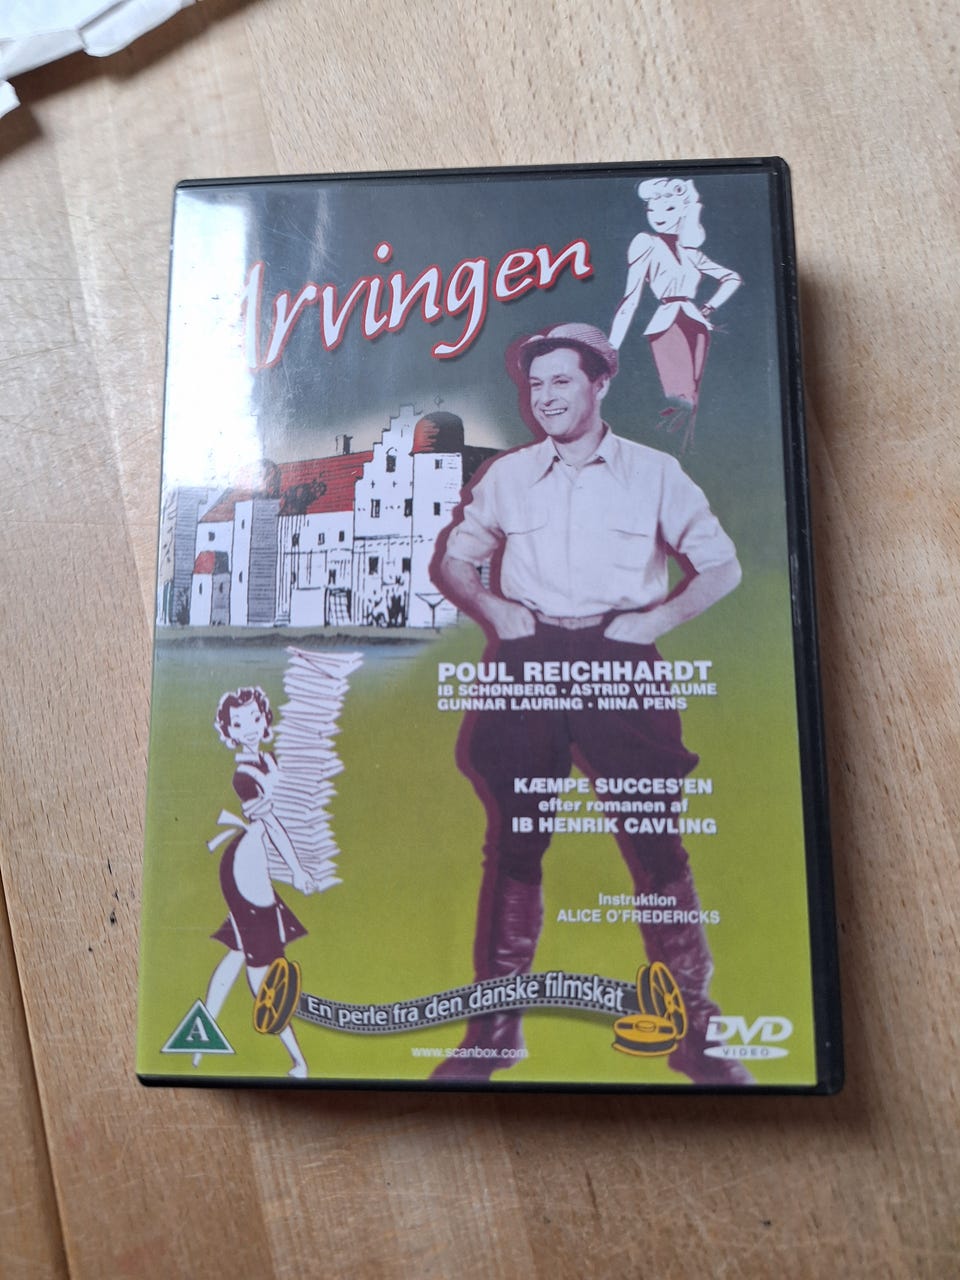 Arvingen
POUL REICHHARDT
IB SCHØNBERG • ASTRID VILLAUME
GUNNAR LAURING • NINA PENS
KÆMPE SUCCES'EN
efter romanen af
IB HENRIK CAVLING
Instruktion
ALICE O'FREDERICKS
En perle fra den danske filmskat
A
www.scanbox.com
DVD
VIDEO